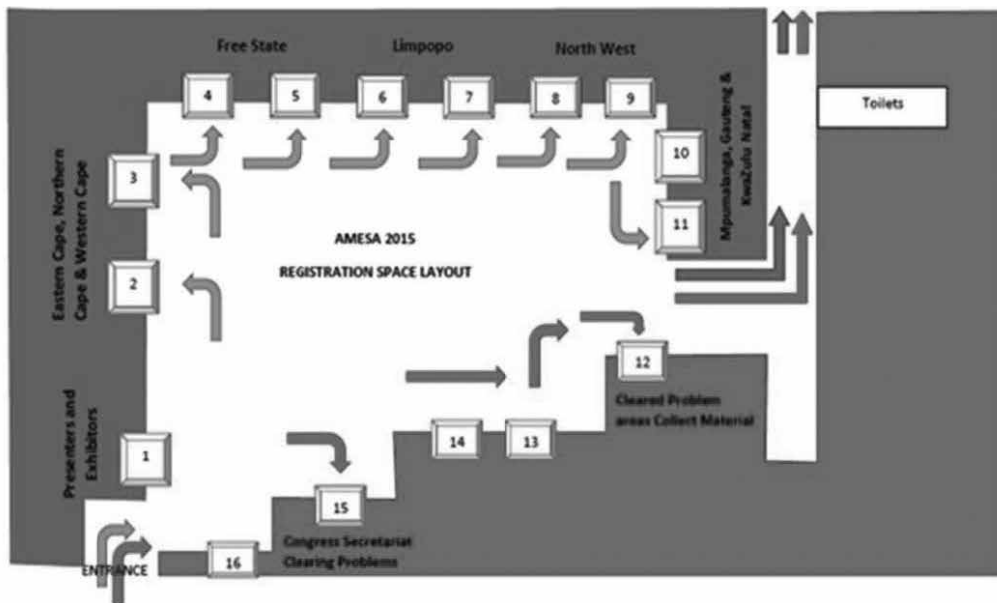 Free State
Limpopo
North West
4
5
6
7
8
9
Toilets
10
11
Mpumalanga, Gauteng &
KwaZulu Natal
3
2
Eastern Cape, Northern
Cape & Western Cape
AMESA 2015
REGISTRATION SPACE LAYOUT
12
Cleared Problem
areas Collect Material
Presenters and
Exhibitors
1
14
13
15
Congress Secretariat
Clearing Problems
16
ENTRANCE